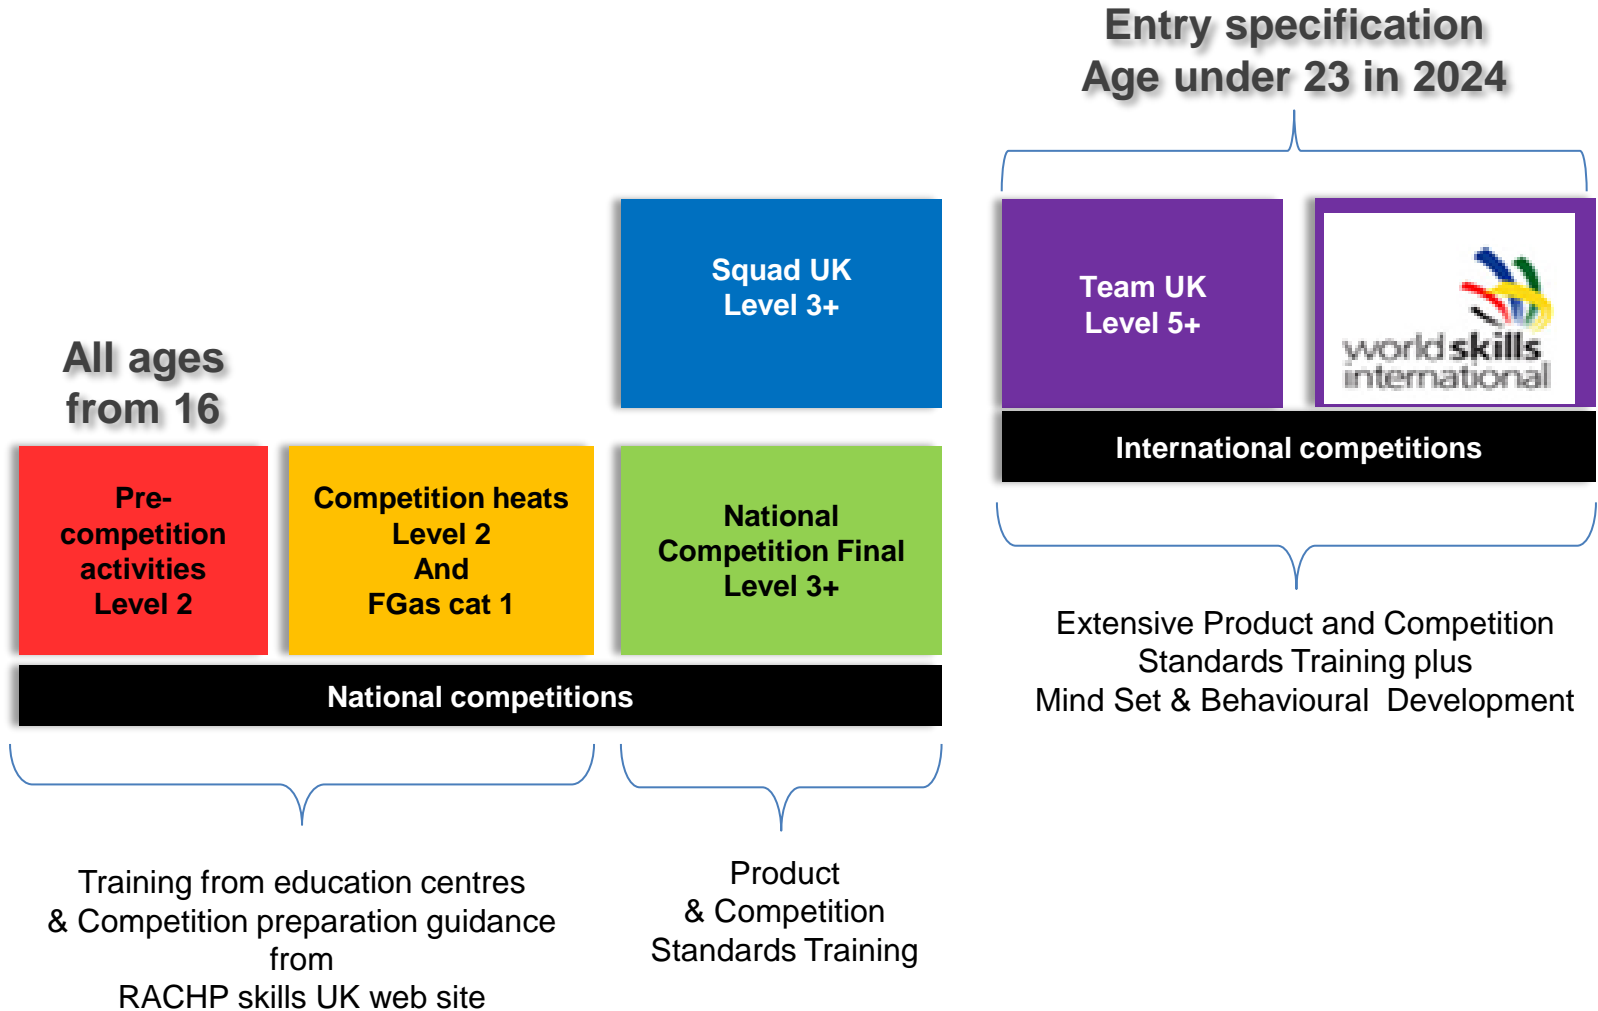 Entry specification
Age under 23 in 2024
Squad UK
Level 3+
Team UK
Level 5+
world skills
international
All ages
from 16
International competitions
Pre-
competition
activities
Level 2
Competition heats
Level 2
And
FGas cat 1
National
Competition Final
Level 3+
National competitions
Extensive Product and Competition
Standards Training plus
Mind Set & Behavioural  Development
Training from education centres
& Competition preparation guidance
from
RACHP skills UK web site
Product
& Competition
Standards Training